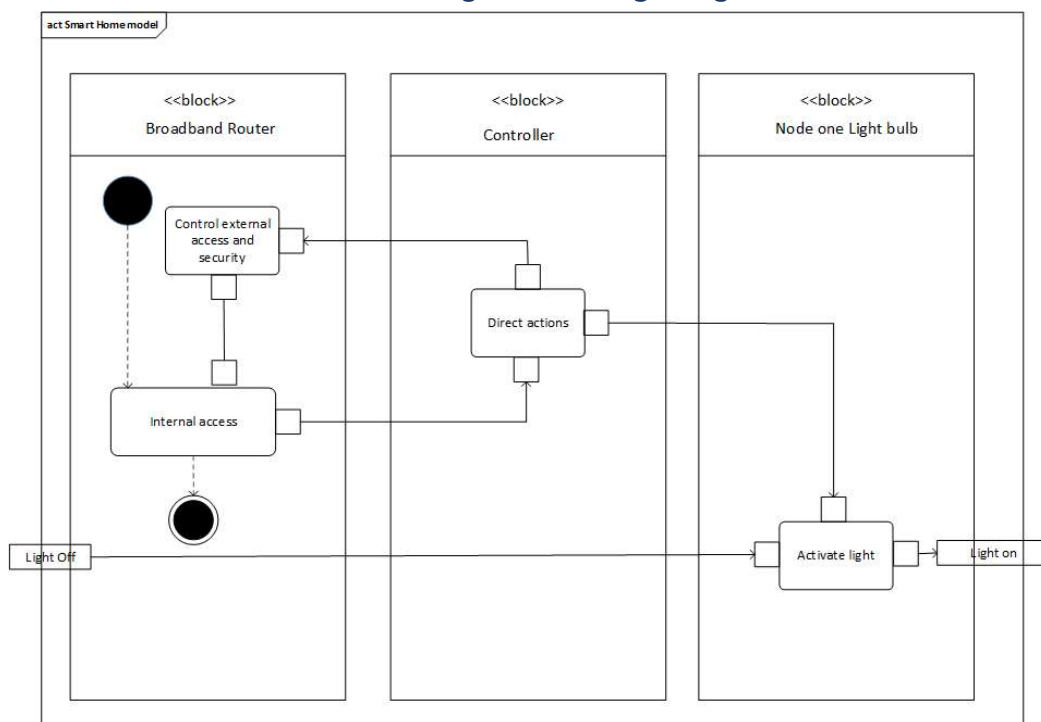 act Smart Home model
<<block>>
Broadband Router
<<block>>
Controller
<<block>>
Node one Light bulb
Control external
access and
security
Direct actions
Internal access
Light Off
Activate light
Light on